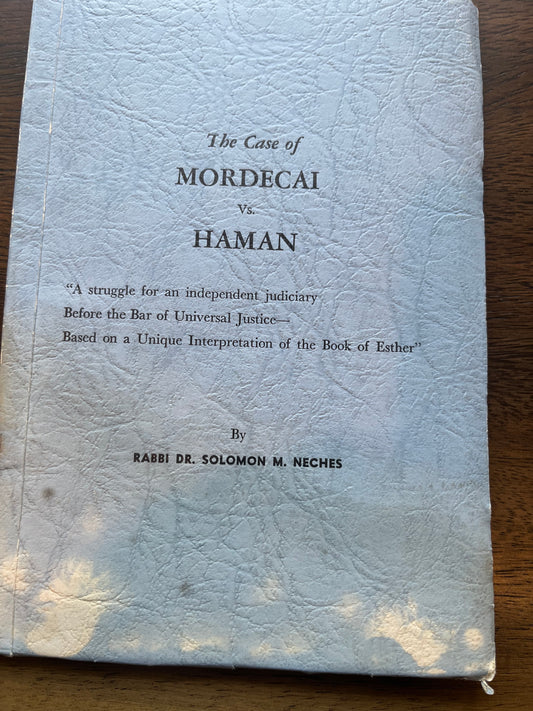 The Case of
MORDECAI
Vs.
HAMAN
“A struggle for an independent judiciary
Before the Bar of Universal Justice—
Based on a Unique Interpretation of the Book of Esther”
By
RABBI DR. SOLOMON M. NECHES